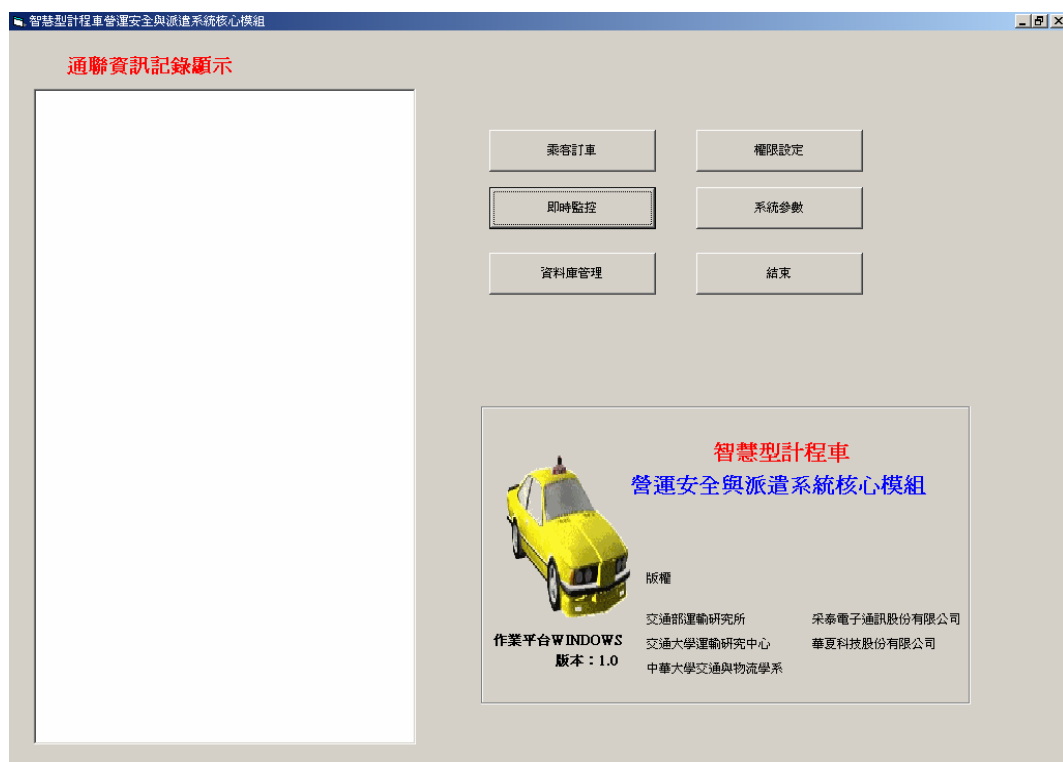 智慧型計程車營運安全與派遣系統核心模組
通聯資訊記錄顯示
乘客訂車
權限設定
即時監控
系統參數
資料庫管理
結束
智慧型計程車
營運安全與派遣系統核心模組
版權
交通部運輸研究所
采泰電子通訊股份有限公司
作業平台WINDOWS
交通大學運輸研究中心
華夏科技股份有限公司
版本：1.0
中華大學交通與物流學系